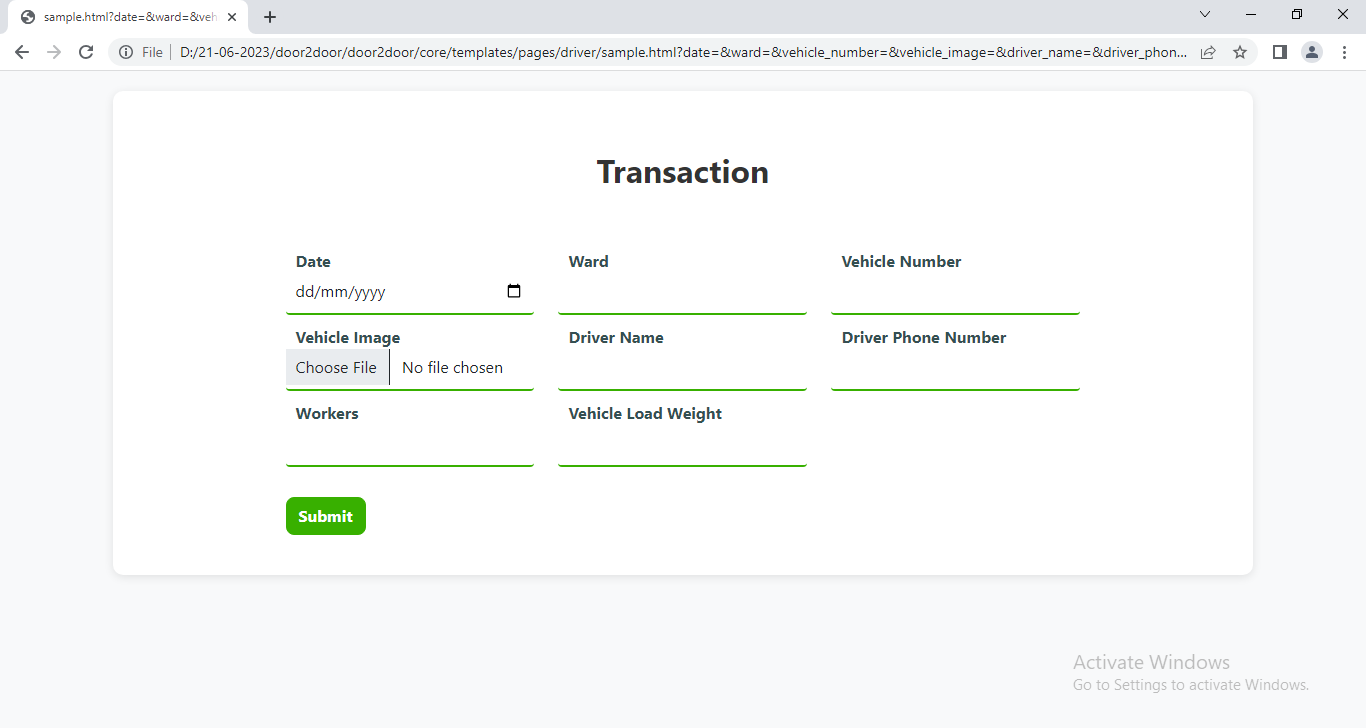 sample.html?date=&ward=&veh
File D:/21-06-2023/door2door/door2door/core/templates/pages/driver/sample.html?date=&ward=&vehicle_number=&vehicle_image=&driver_name=&driver_phon...
Transaction
Date Ward Vehicle Number
dd/mm/yyyy
Vehicle Image Driver Name Driver Phone Number
Choose File No file chosen
Workers Vehicle Load Weight
Submit
Activate Windows
Go to Settings to activate Windows.